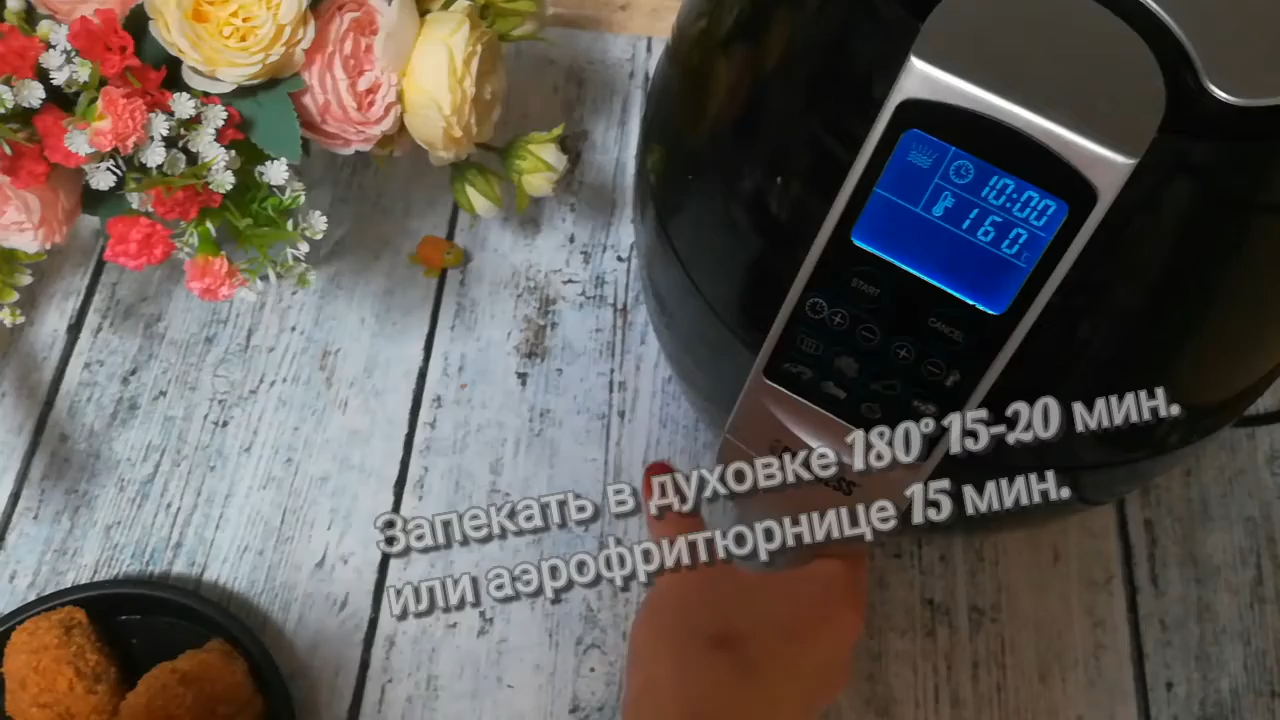 10:00
160
START
CANCEL
Запекать в духовке 180° 15-20 мин.
или аэрофритюрнице 15 мин.